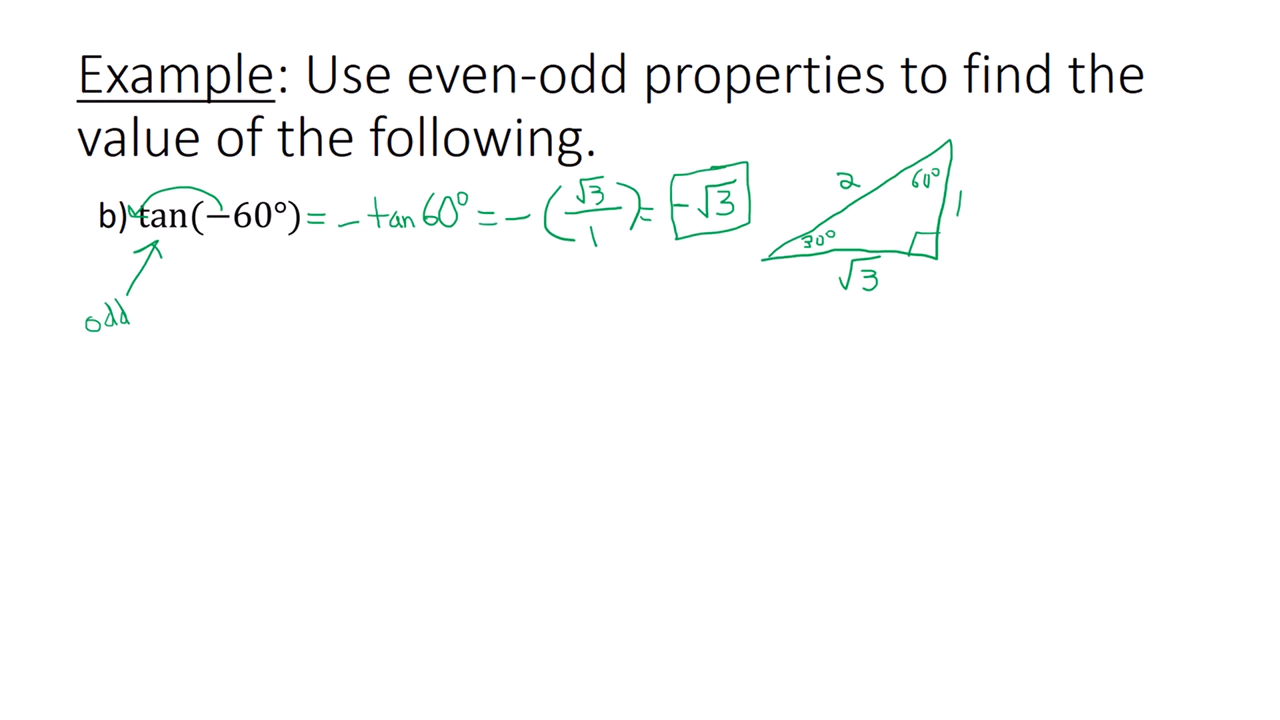 Example: Use even-odd properties to find the
value of the following.
b) tan(−60°) = − tan 60° = − (√3/1) = −√3
odd
2
60°
1
30°
√3